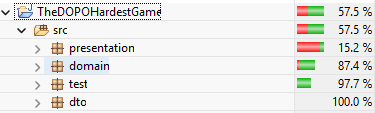 TheDOPOHardestGame 57.5 %
src 57.5 %
presentation 15.2 %
domain 87.4 %
test 97.7 %
dto 100.0 %